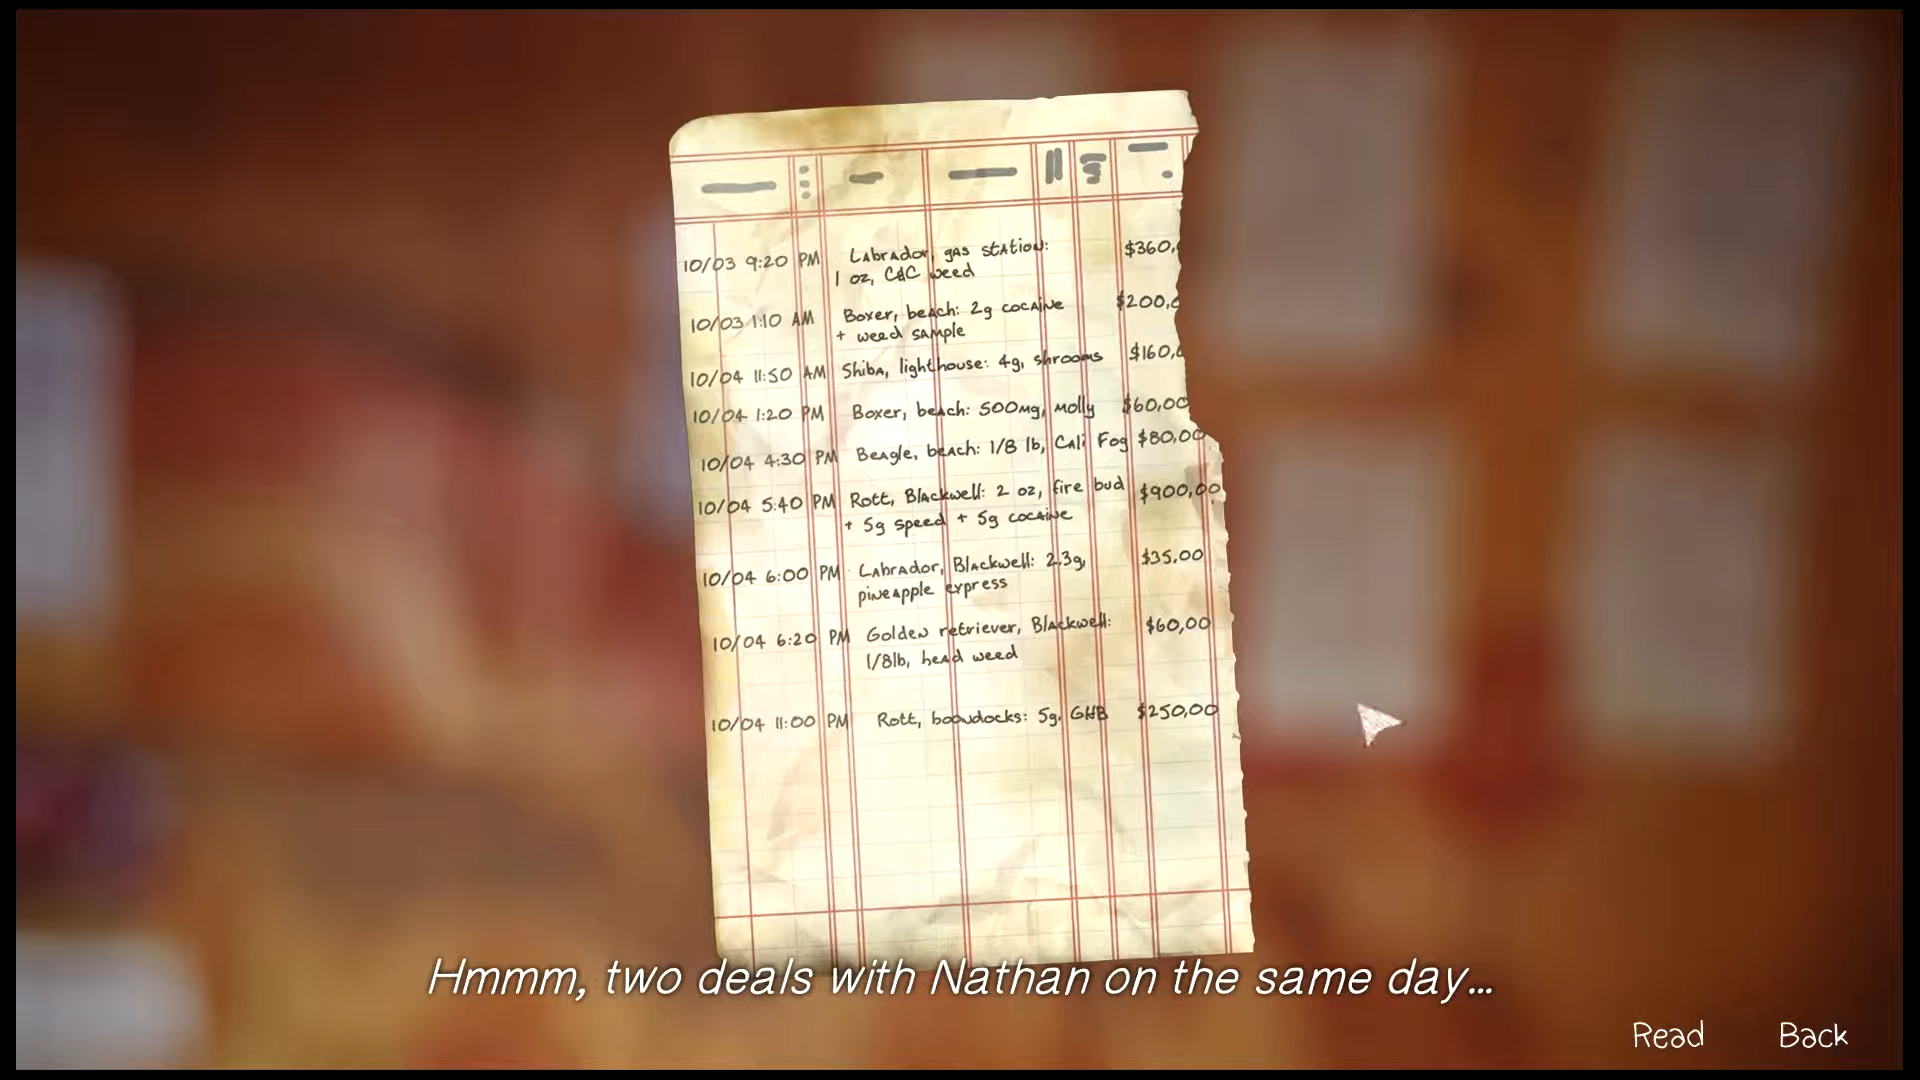 10/03 9:20 PM Labrador, gas station: $360,
1 oz, C&C weed
10/03 1:10 AM Boxer, beach: 2g cocaine $200,0
+ weed sample
10/04 11:50 AM Shiba, lighthouse: 4g, shrooms $160,0
10/04 1:20 PM Boxer, beach: 500mg, molly $60,00
10/04 4:30 PM Beagle, beach: 1/8 lb, Cali Fog $80,00
10/04 5:40 PM Rott, Blackwell: 2 oz, fire bud $900,00
+ 5g speed + 5g cocaine
10/04 6:00 PM Labrador, Blackwell: 2.3g, $35.00
pineapple express
10/04 6:20 PM Golden retriever, Blackwell: $60,00
1/8lb, head weed
10/04 11:00 PM Rott, boondocks: 5g, GHB $250,00
Hmmm, two deals with Nathan on the same day...
Read Back